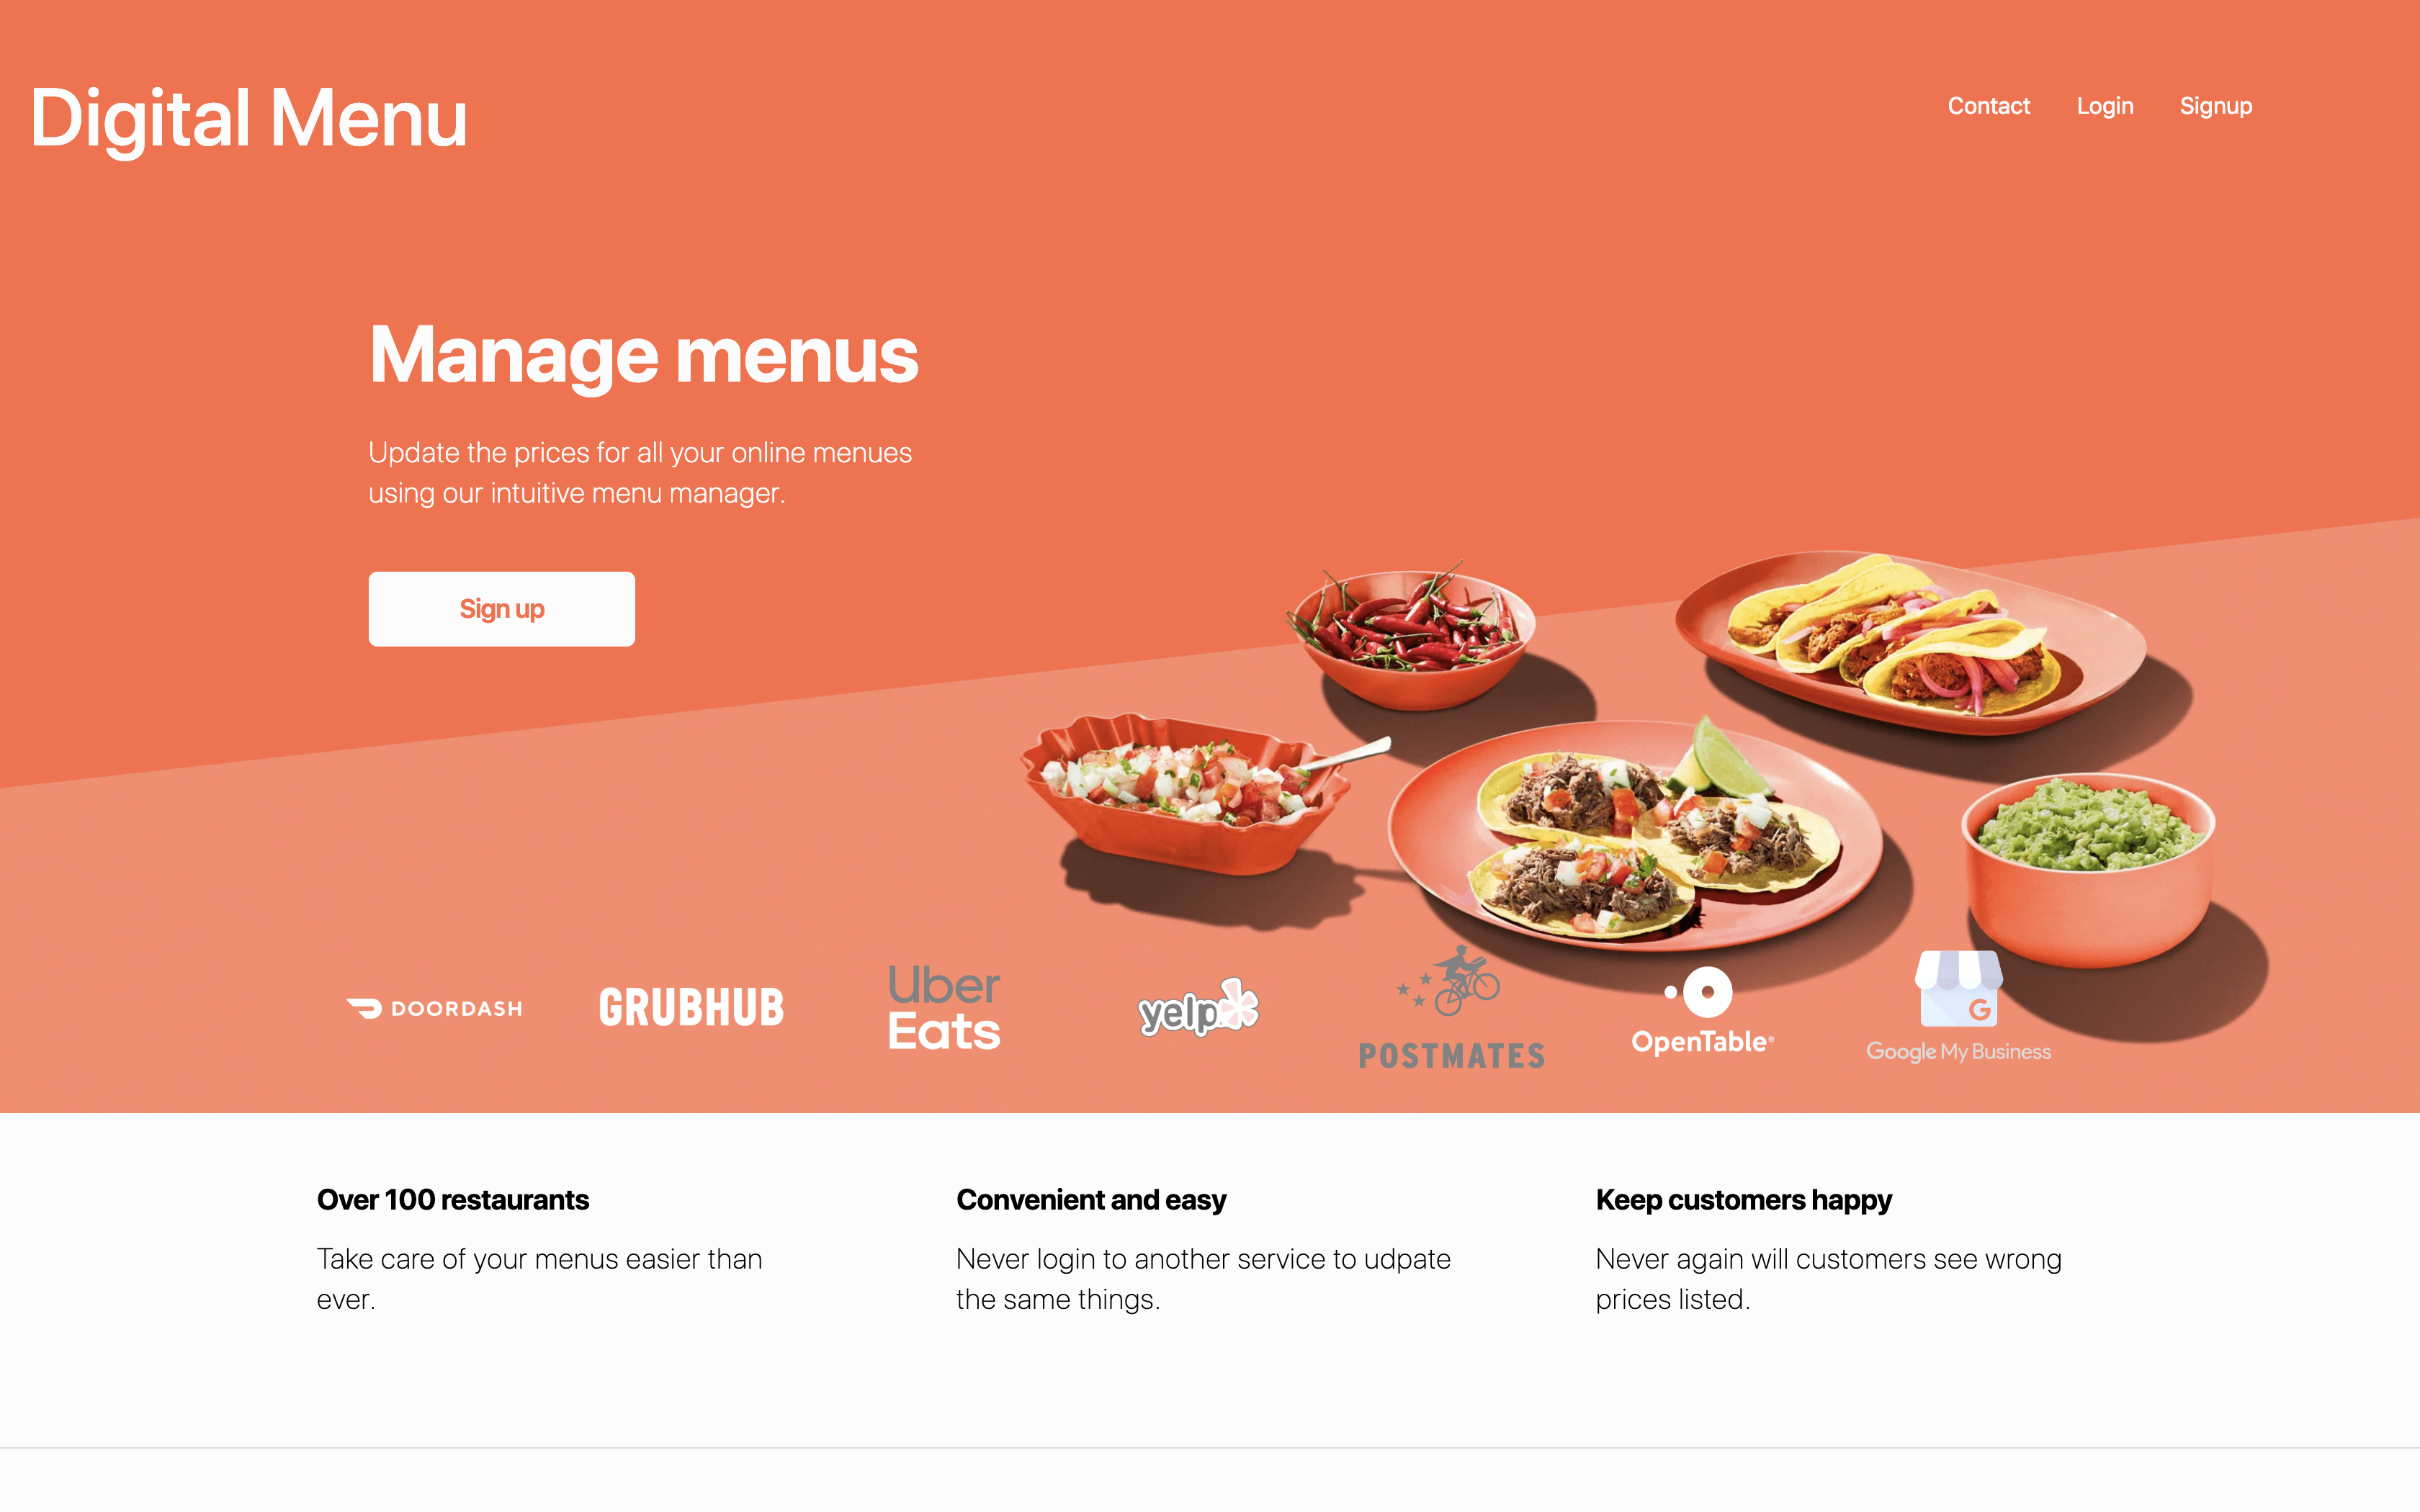 Digital Menu
Contact Login Signup
Manage menus
Update the prices for all your online menues
using our intuitive menu manager.
Sign up
DOORDASH
GRUBHUB
Uber
Eats
yelp
POSTMATES
OpenTable®
G
Google My Business
Over 100 restaurants
Take care of your menus easier than
ever.
Convenient and easy
Never login to another service to udpate
the same things.
Keep customers happy
Never again will customers see wrong
prices listed.